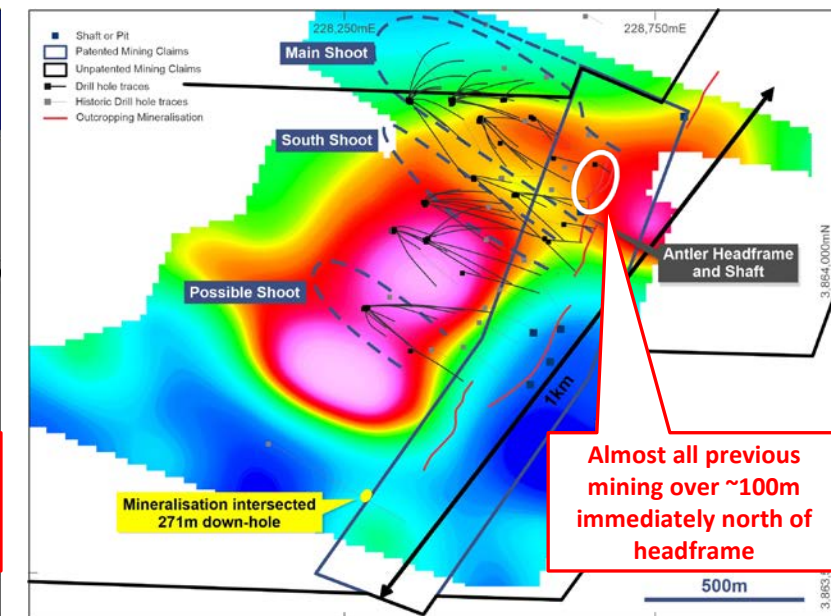 228,250mE
228,750mE
Shaft or Pit
Patented Mining Claims
Unpatented Mining Claims
Drill hole traces
Historic Drill hole traces
Outcropping Mineralisation
Main Shoot
South Shoot
Possible Shoot
Antler Headframe
and Shaft
3,864,000mN
1km
Mineralisation intersected
271m down-hole
Almost all previous
mining over ~100m
immediately north of
headframe
500m